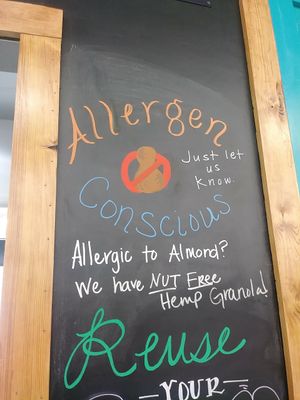 Allergen
Just let
us
know.
Conscious
Allergic to Almond?
We have NUT FREE
Hemp Granola!
Reuse
YOUR